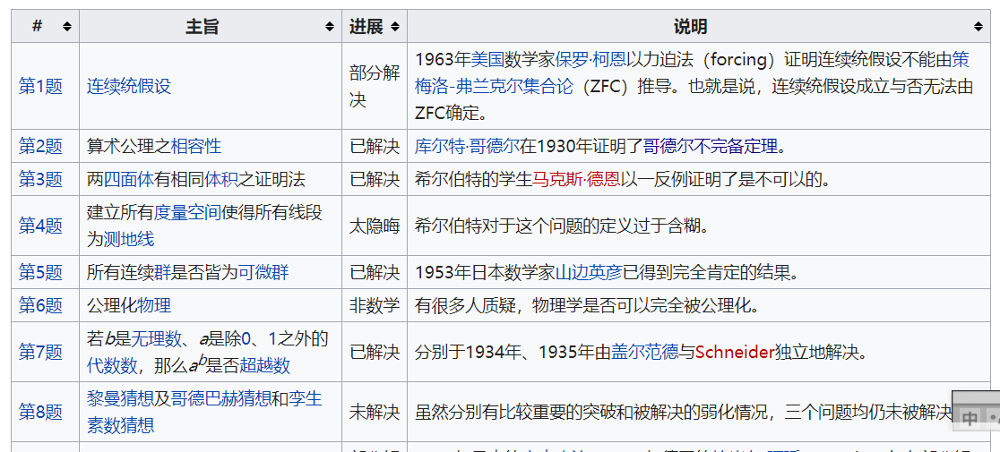 # 主旨 进展 说明
1963年美国数学家保罗·柯恩以力迫法（forcing）证明连续统假设不能由策
部分解
第1题 连续统假设 梅洛-弗兰克尔集合论（ZFC）推导。也就是说，连续统假设成立与否无法由
决
ZFC确定。
第2题 算术公理之相容性 已解决 库尔特·哥德尔在1930年证明了哥德尔不完备定理。
第3题 两四面体有相同体积之证明法 已解决 希尔伯特的学生马克斯·德恩以一反例证明了是不可以的。
建立所有度量空间使得所有线段
第4题 太隐晦 希尔伯特对于这个问题的定义过于含糊。
为测地线
第5题 所有连续群是否皆为可微群 已解决 1953年日本数学家山边英彦已得到完全肯定的结果。
第6题 公理化物理 非数学 有很多人质疑，物理学是否可以完全被公理化。
若b是无理数、a是除0、1之外的
第7题 已解决 分别于1934年、1935年由盖尔范德与Schneider独立地解决。
代数数，那么a^b是否超越数
黎曼猜想及哥德巴赫猜想和孪生
第8题 未解决 虽然分别有比较重要的突破和被解决的弱化情况，三个问题均仍未被解决
素数猜想
中